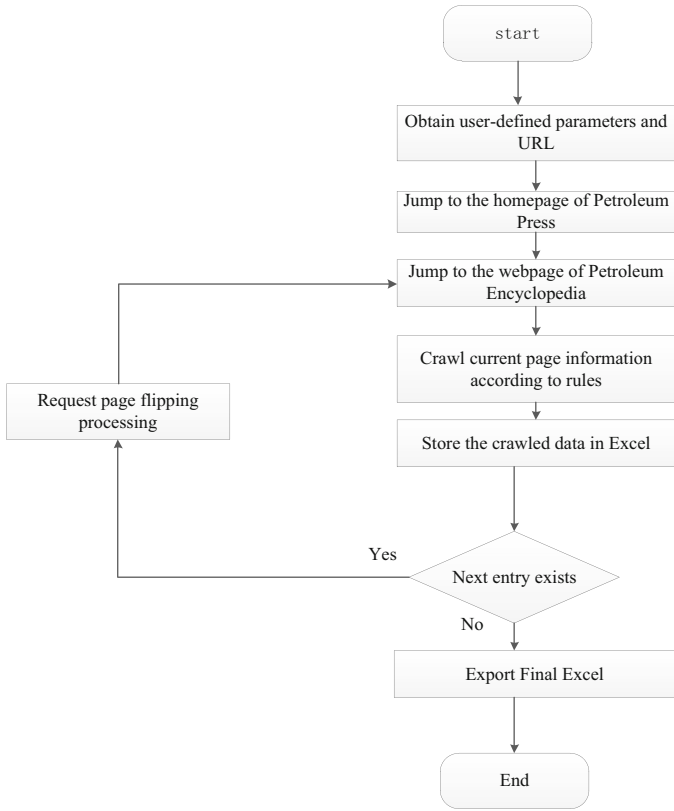 start
Obtain user-defined parameters and
URL
Jump to the homepage of Petroleum
Press
Jump to the webpage of Petroleum
Encyclopedia
Crawl current page information
according to rules
Request page flipping
processing
Store the crawled data in Excel
Yes
Next entry exists
No
Export Final Excel
End